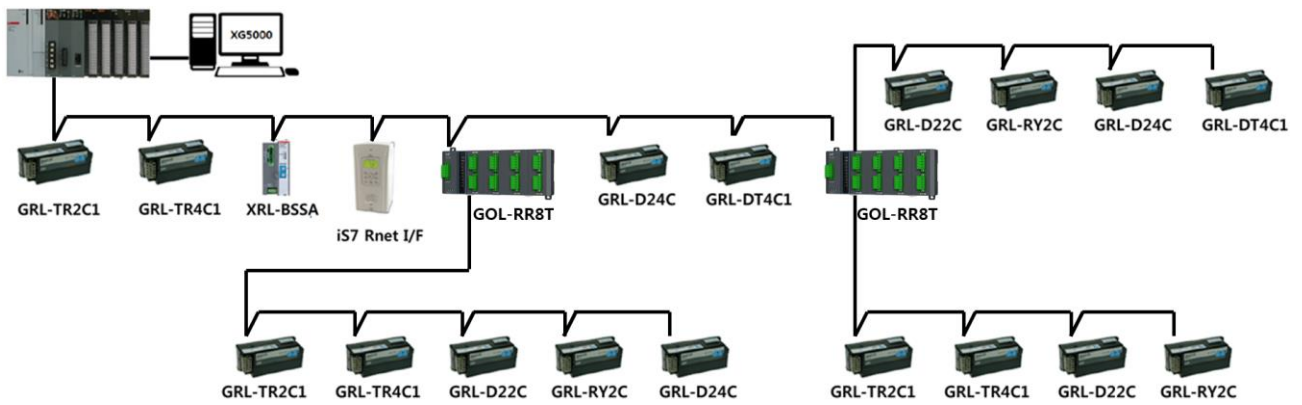 XG5000
GRL-D22C
GRL-RY2C
GRL-D24C
GRL-DT4C1
GRL-TR2C1
GRL-TR4C1
XRL-BSSA
iS7 Rnet I/F
GOL-RR8T
GRL-D24C
GRL-DT4C1
GOL-RR8T
GRL-TR2C1
GRL-TR4C1
GRL-D22C
GRL-RY2C
GRL-D24C
GRL-TR2C1
GRL-TR4C1
GRL-D22C
GRL-RY2C